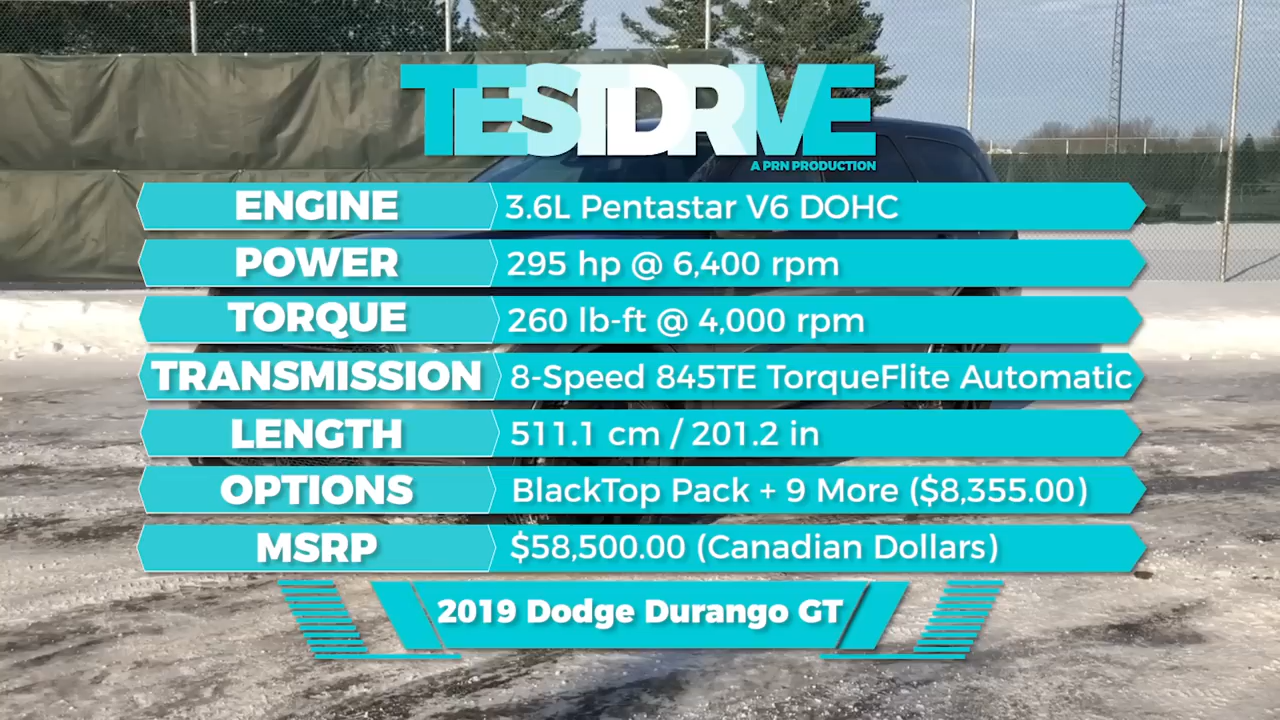 TESTDRIVE
A PRN PRODUCTION
ENGINE 3.6L Pentastar V6 DOHC
POWER 295 hp @ 6,400 rpm
TORQUE 260 lb-ft @ 4,000 rpm
TRANSMISSION 8-Speed 845TE TorqueFlite Automatic
LENGTH 511.1 cm / 201.2 in
OPTIONS BlackTop Pack + 9 More ($8,355.00)
MSRP $58,500.00 (Canadian Dollars)
2019 Dodge Durango GT